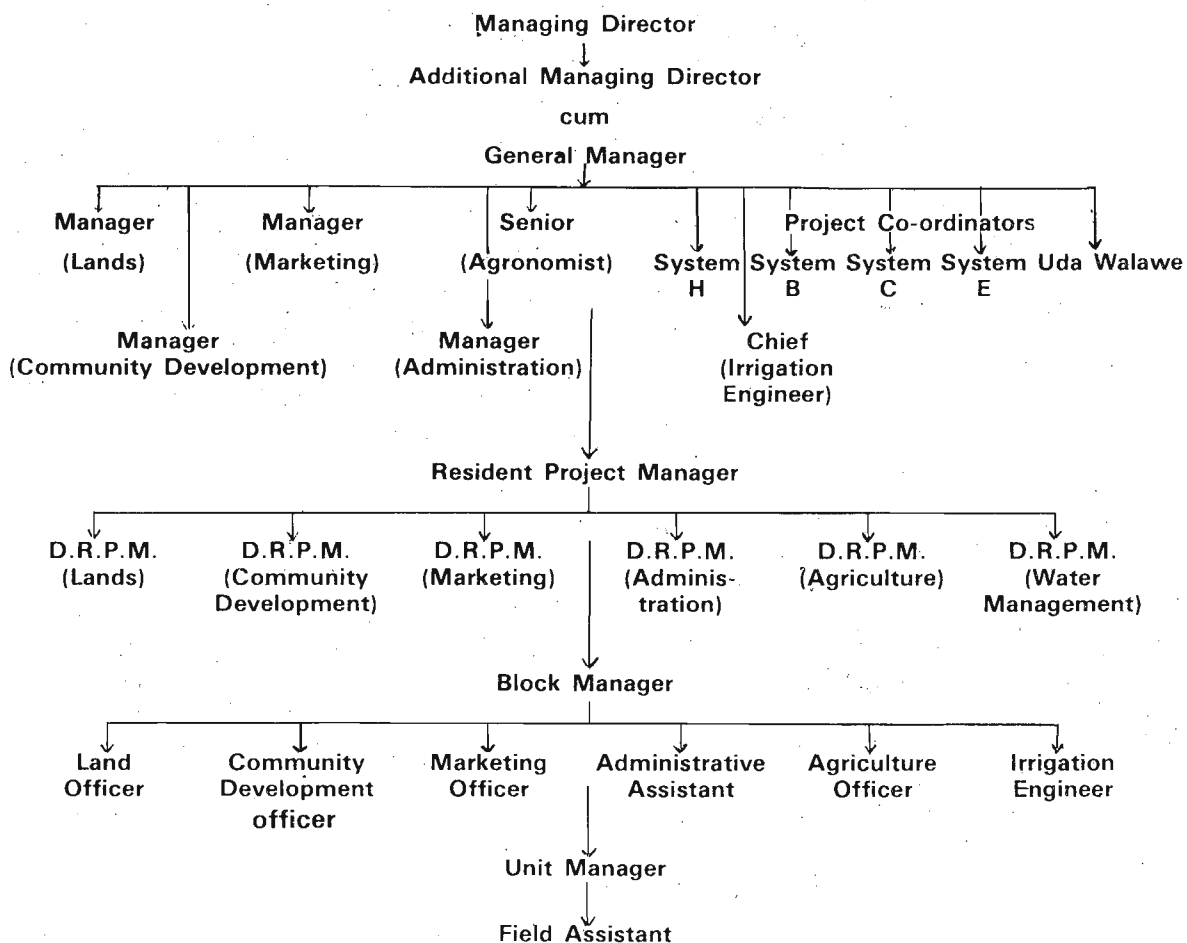 Managing Director
Additional Managing Director
cum
General Manager
Manager
(Lands)
Manager
(Marketing)
Senior
(Agronomist)
Project Co-ordinators
System
H
System
B
System
C
System
E
Uda Walawe
Manager
(Community Development)
Manager
(Administration)
Chief
(Irrigation
Engineer)
Resident Project Manager
D.R.P.M.
(Lands)
D.R.P.M.
(Community
Development)
D.R.P.M.
(Marketing)
D.R.P.M.
(Adminis-
tration)
D.R.P.M.
(Agriculture)
D.R.P.M.
(Water
Management)
Block Manager
Land
Officer
Community
Development
officer
Marketing
Officer
Administrative
Assistant
Agriculture
Officer
Irrigation
Engineer
Unit Manager
Field Assistant